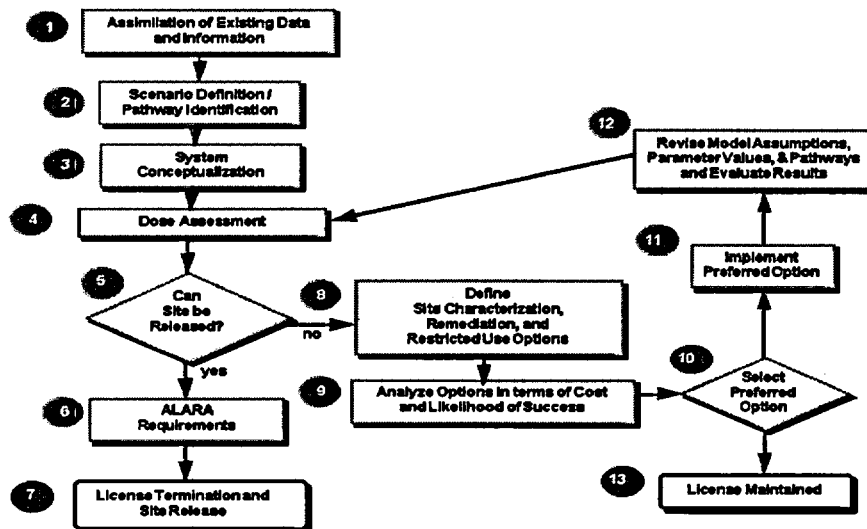 1
Assimilation of Existing Data
and Information
2
Scenario Definition /
Pathway Identification
3
System
Conceptualization
4
Dose Assessment
5
Can
Site be
Released?
no
yes
6
ALARA
Requirements
7
License Termination and
Site Release
8
Define
Site Characterization,
Remediation, and
Restricted Use Options
9
Analyze Options in terms of Cost
and Likelihood of Success
10
Select
Preferred
Option
11
Implement
Preferred Option
12
Revise Model Assumptions,
Parameter Values, & Pathways
and Evaluate Results
13
License Maintained